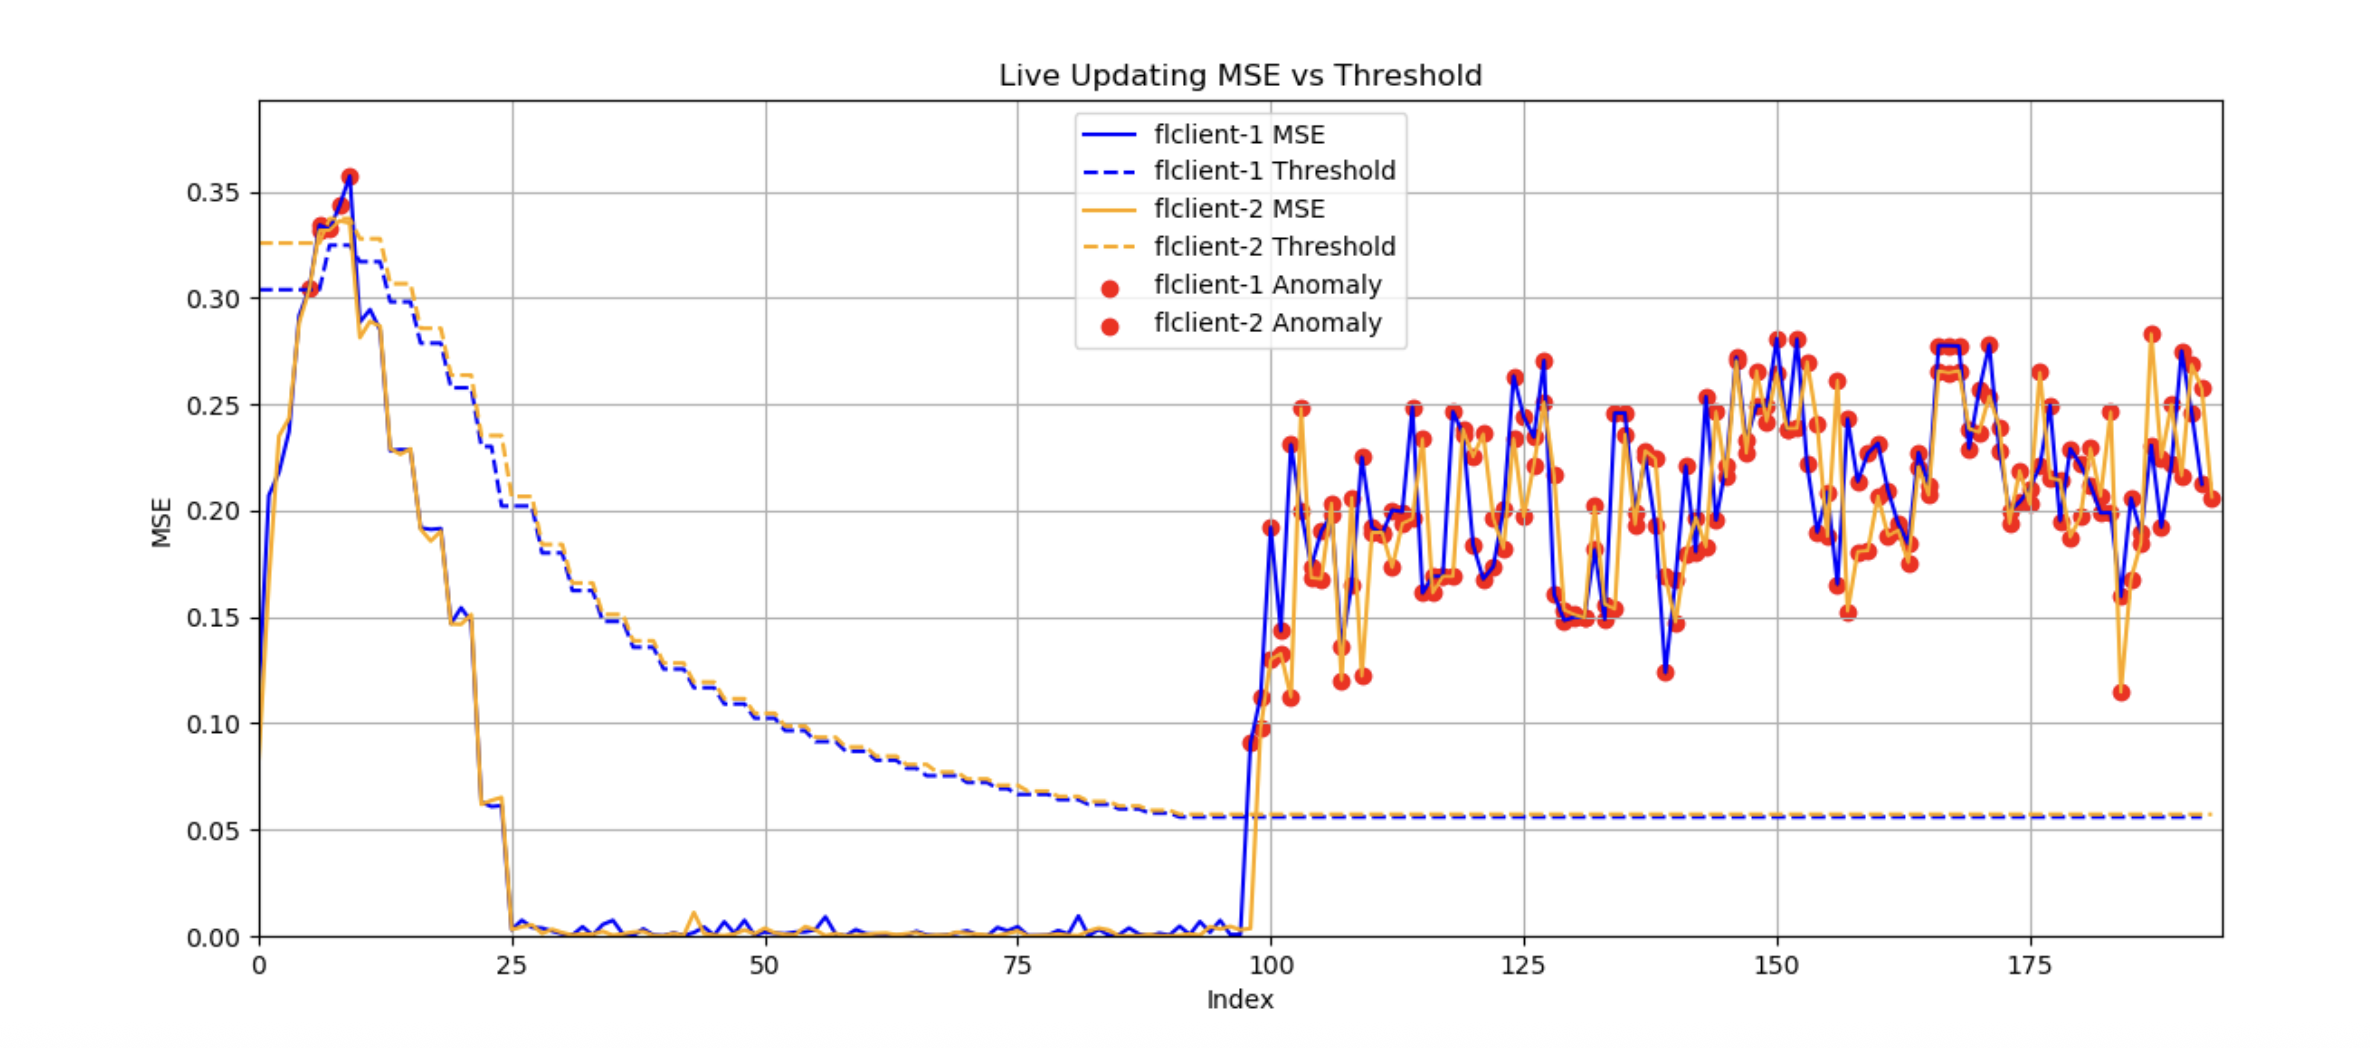 Live Updating MSE vs Threshold
flclient-1 MSE
flclient-1 Threshold
flclient-2 MSE
flclient-2 Threshold
flclient-1 Anomaly
flclient-2 Anomaly
0.35
0.30
0.25
0.20
0.15
0.10
0.05
0.00
MSE
0 25 50 75 100 125 150 175
Index